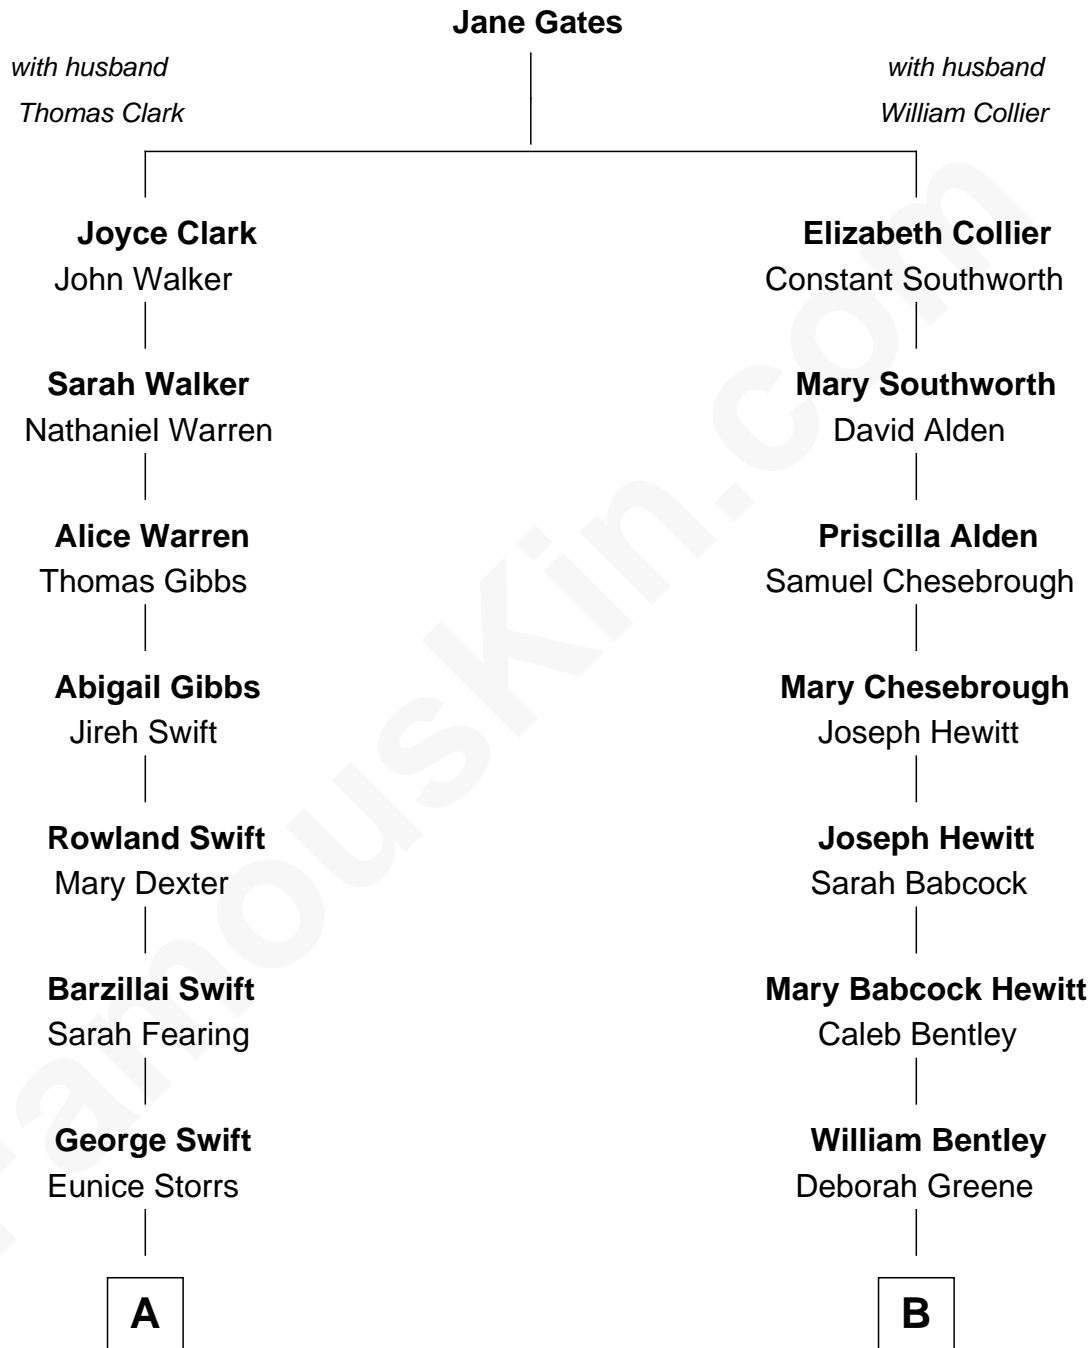 Jane Gates
with husband
Thomas Clark
with husband
William Collier
Joyce Clark
John Walker
Elizabeth Collier
Constant Southworth
Sarah Walker
Nathaniel Warren
Mary Southworth
David Alden
Alice Warren
Thomas Gibbs
Priscilla Alden
Samuel Chesebrough
Abigail Gibbs
Jireh Swift
Mary Chesebrough
Joseph Hewitt
Rowland Swift
Mary Dexter
Joseph Hewitt
Sarah Babcock
Barzillai Swift
Sarah Fearing
Mary Babcock Hewitt
Caleb Bentley
George Swift
Eunice Storrs
William Bentley
Deborah Greene
A
B
FamousKin.com